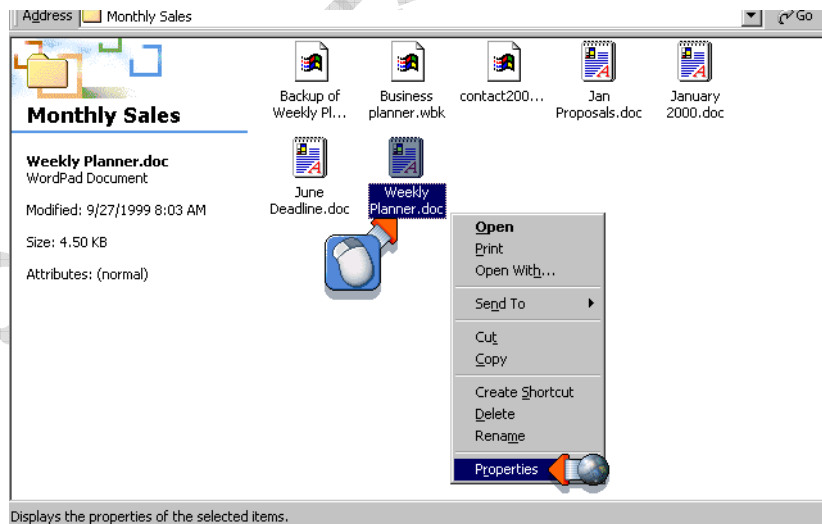 Address Monthly Sales Go
Monthly Sales
Weekly Planner.doc
WordPad Document
Modified: 9/27/1999 8:03 AM
Size: 4.50 KB
Attributes: (normal)
Backup of
Weekly Pl...
Business
planner.wbk
contact200...
Jan
Proposals.doc
January
2000.doc
June
Deadline.doc
Weekly
Planner.doc
Open
Print
Open With...
Send To
Cut
Copy
Create Shortcut
Delete
Rename
Properties
Displays the properties of the selected items.